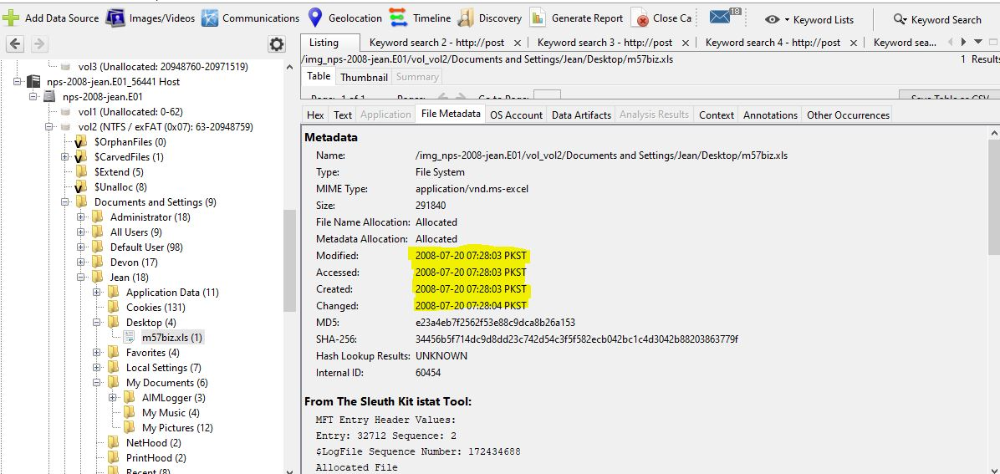 Add Data Source Images/Videos Communications Geolocation Timeline Discovery Generate Report Close Ca 18 Keyword Lists Keyword Search
Listing Keyword search 2 - http://post × Keyword search 3 - http://post × Keyword search 4 - http://post × Keyword sea...
/img_nps-2008-jean.E01/vol_vol2/Documents and Settings/Jean/Desktop/m57biz.xls 1 Results
Table Thumbnail Summary
Hex Text Application File Metadata OS Account Data Artifacts Analysis Results Context Annotations Other Occurrences
vol3 (Unallocated: 20948760-20971519)
nps-2008-jean.E01_56441 Host
nps-2008-jean.E01
vol1 (Unallocated: 0-62)
vol2 (NTFS / exFAT (0x07): 63-20948759)
$OrphanFiles (0)
$CarvedFiles (1)
$Extend (5)
$Unalloc (8)
Documents and Settings (9)
Administrator (18)
All Users (9)
Default User (98)
Devon (17)
Jean (18)
Application Data (11)
Cookies (131)
Desktop (4)
m57biz.xls (1)
Favorites (4)
Local Settings (7)
My Documents (6)
AIMLogger (3)
My Music (4)
My Pictures (12)
NetHood (2)
PrintHood (2)
Recent (8)
Metadata
Name: /img_nps-2008-jean.E01/vol_vol2/Documents and Settings/Jean/Desktop/m57biz.xls
Type: File System
MIME Type: application/vnd.ms-excel
Size: 291840
File Name Allocation: Allocated
Metadata Allocation: Allocated
Modified: 2008-07-20 07:28:03 PKST
Accessed: 2008-07-20 07:28:03 PKST
Created: 2008-07-20 07:28:03 PKST
Changed: 2008-07-20 07:28:04 PKST
MD5: e23a4eb7f2562f53e88c9dca8b26a153
SHA-256: 34456b5f714dc9d8dd23c742d54c3f5f582ecb042bc1c4d3042b88203863779f
Hash Lookup Results: UNKNOWN
Internal ID: 60454
From The Sleuth Kit istat Tool:
MFT Entry Header Values:
Entry: 32712 Sequence: 2
$LogFile Sequence Number: 172434688
Allocated File